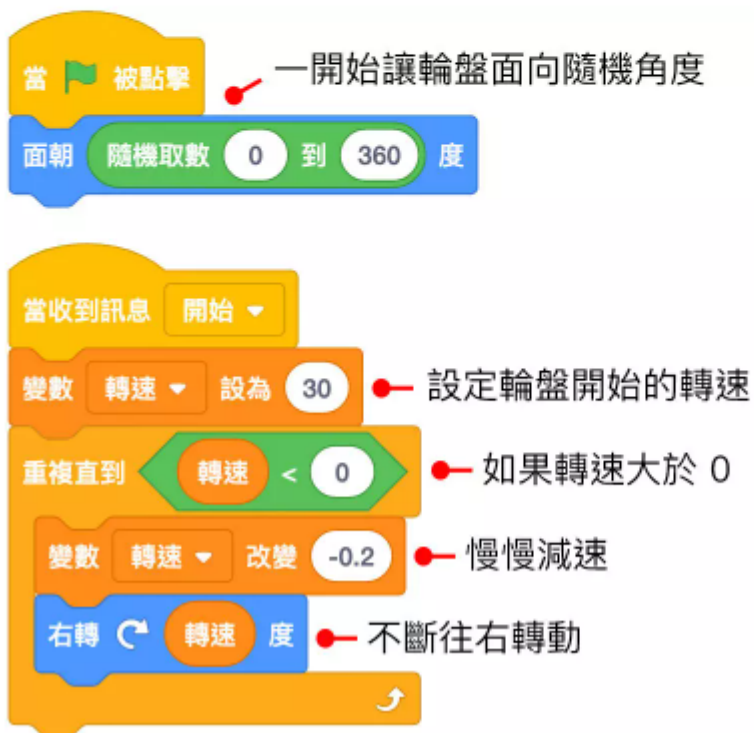 當 被點擊
一開始讓輪盤面向隨機角度
面朝 隨機取數 0 到 360 度
當收到訊息 開始
變數 轉速 設為 30
設定輪盤開始的轉速
重複直到 轉速 < 0
如果轉速大於 0
變數 轉速 改變 -0.2
慢慢減速
右轉 轉速 度
不斷往右轉動